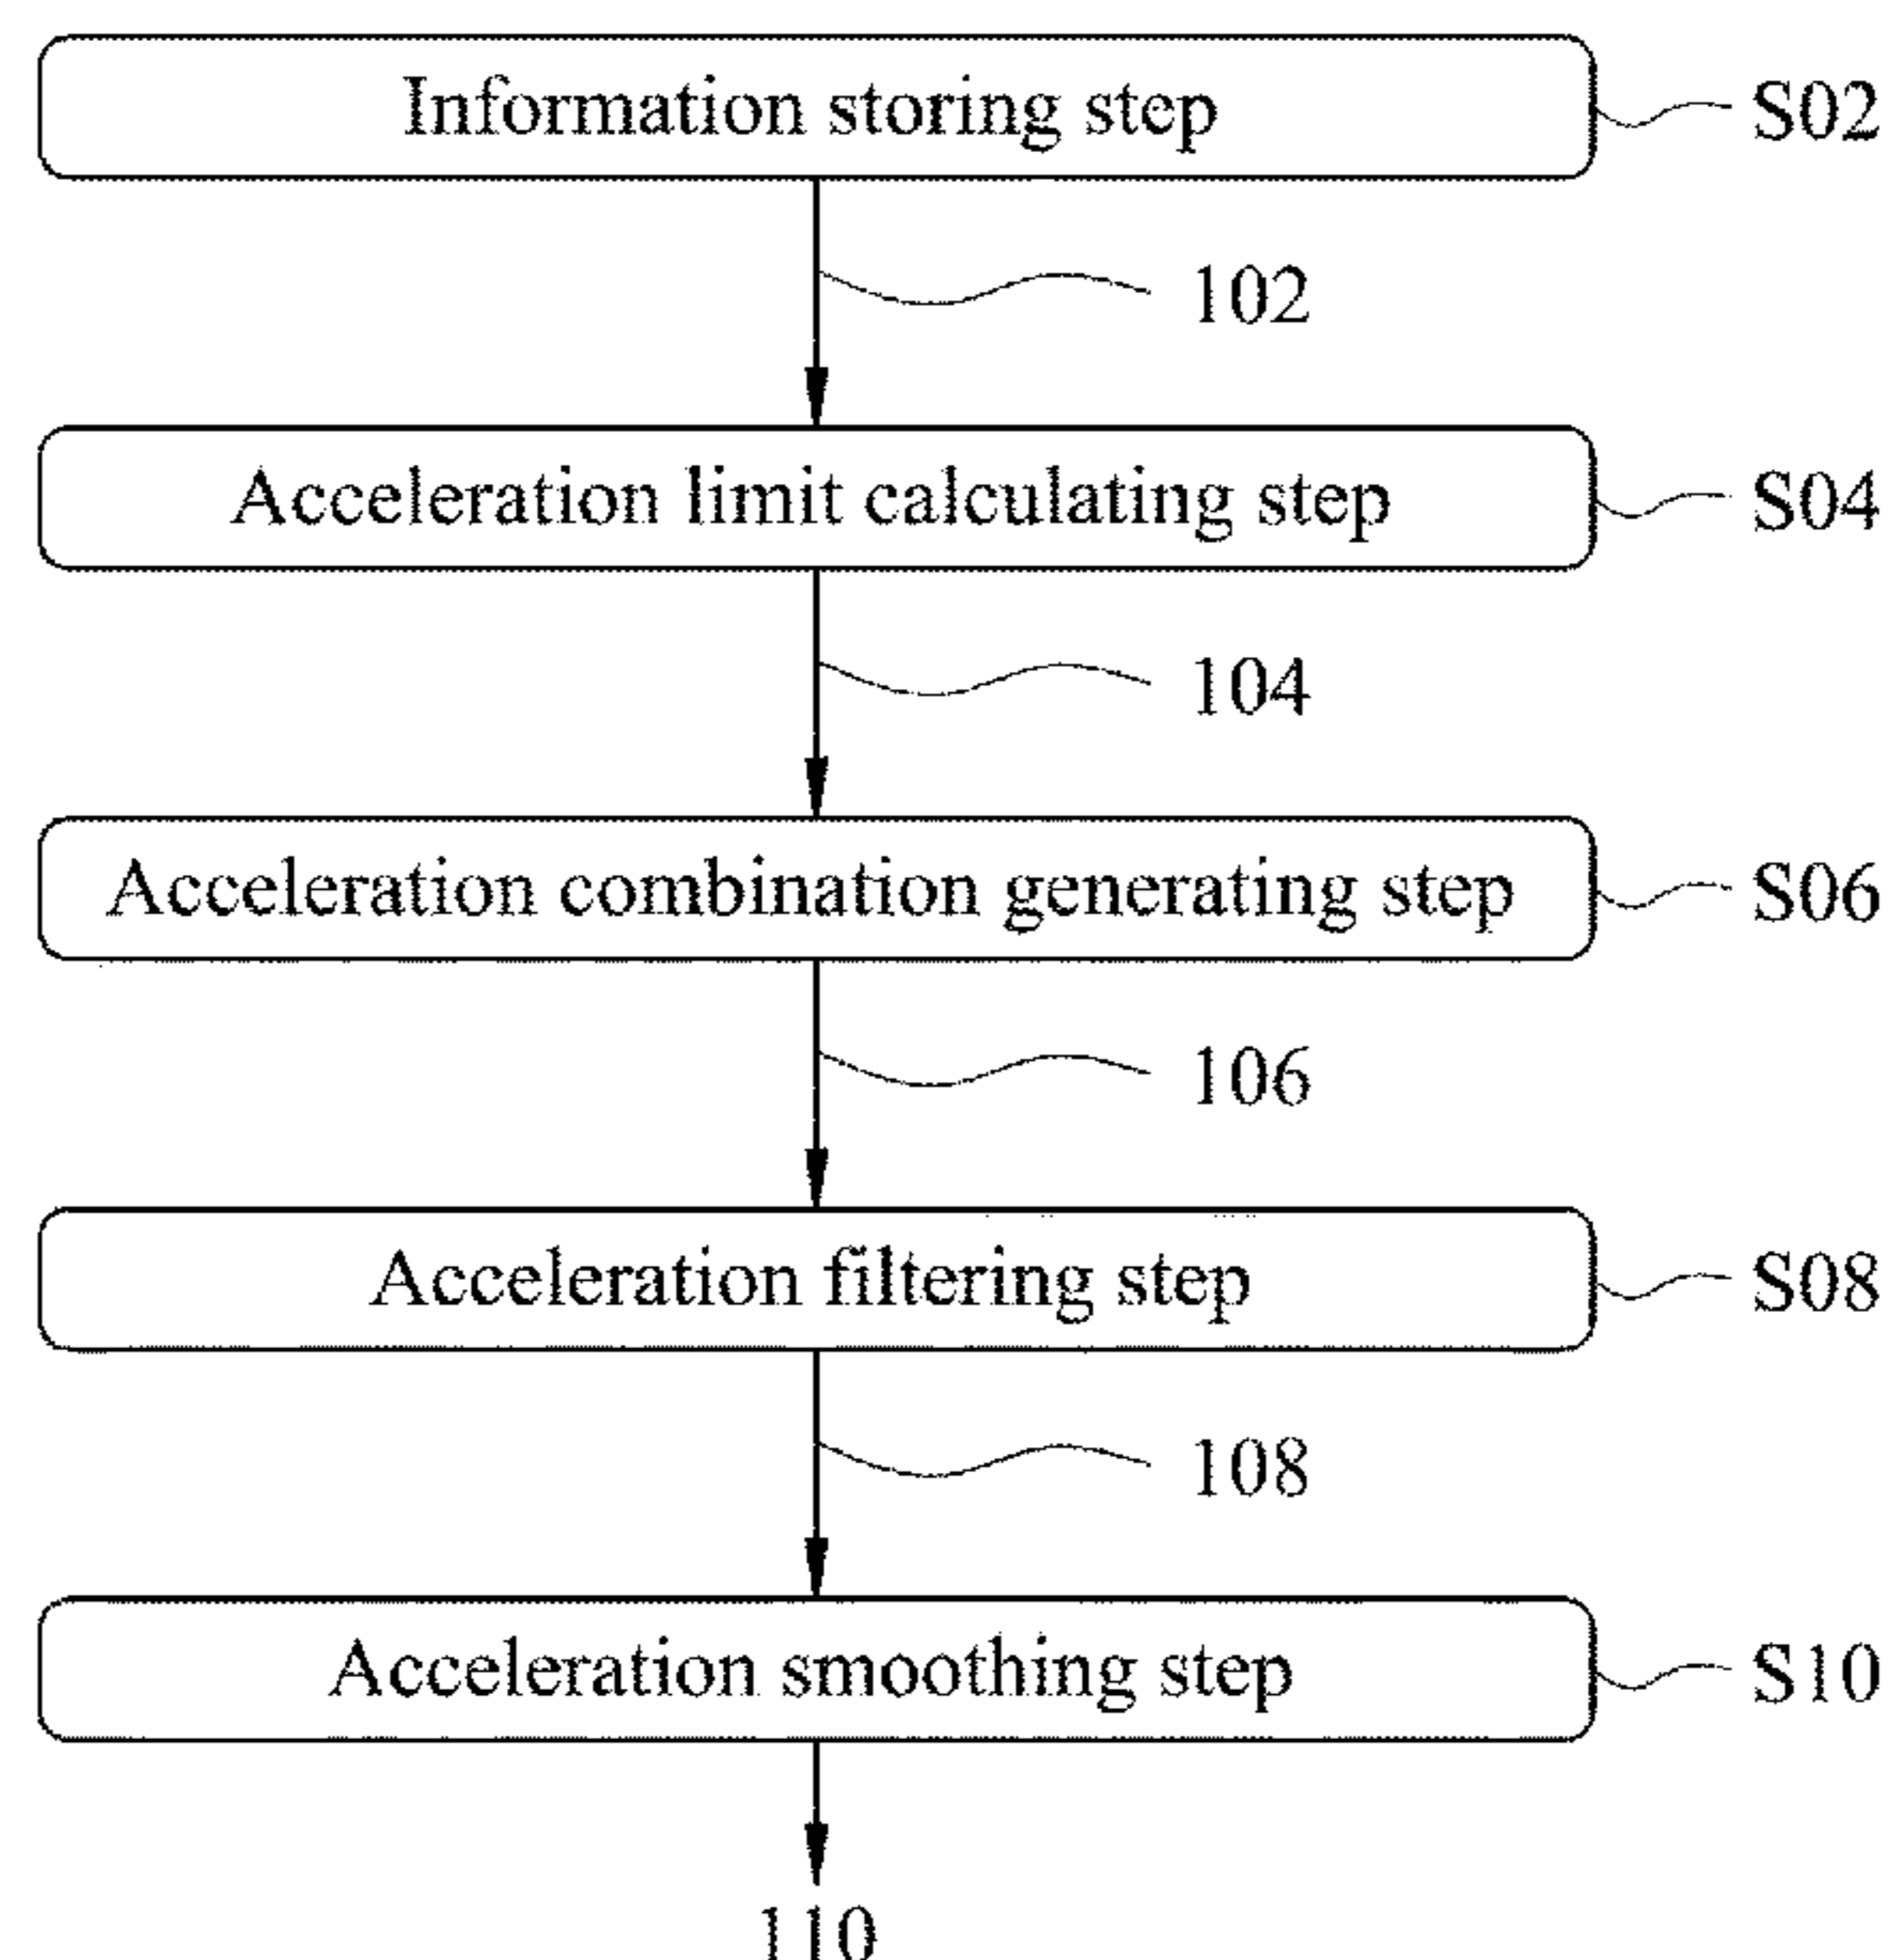 Information storing step
S02
102
Acceleration limit calculating step
S04
104
Acceleration combination generating step
S06
106
Acceleration filtering step
S08
108
Acceleration smoothing step
S10
110